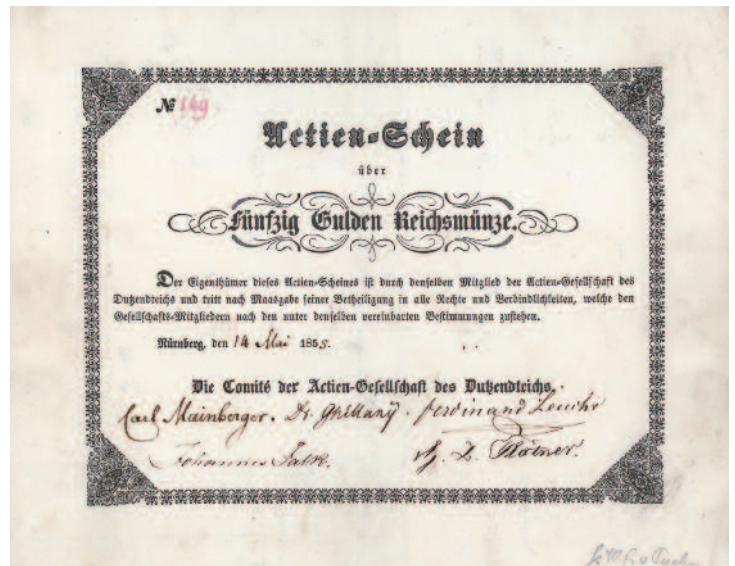 № 149
Actien-Schein
über
Fünfzig Gulden Reichsmünze.
Der Eigenthümer dieses Actien-Scheines ist durch denselben Mitglied der Actien-Gesellschaft des
Dutzendteichs und tritt nach Maasgabe seiner Betheiligung in alle Rechte und Verbindlichkeiten, welche den
Gesellschafts-Mitgliedern nach den unter denselben vereinbarten Bestimmungen zustehen.
Nürnberg, den 14 Mai 1855.
Die Comité der Actien-Gesellschaft des Dutzendteichs.
Carl Mainberger. Dr. Ghillany. Ferdinand
Johannes Falk.